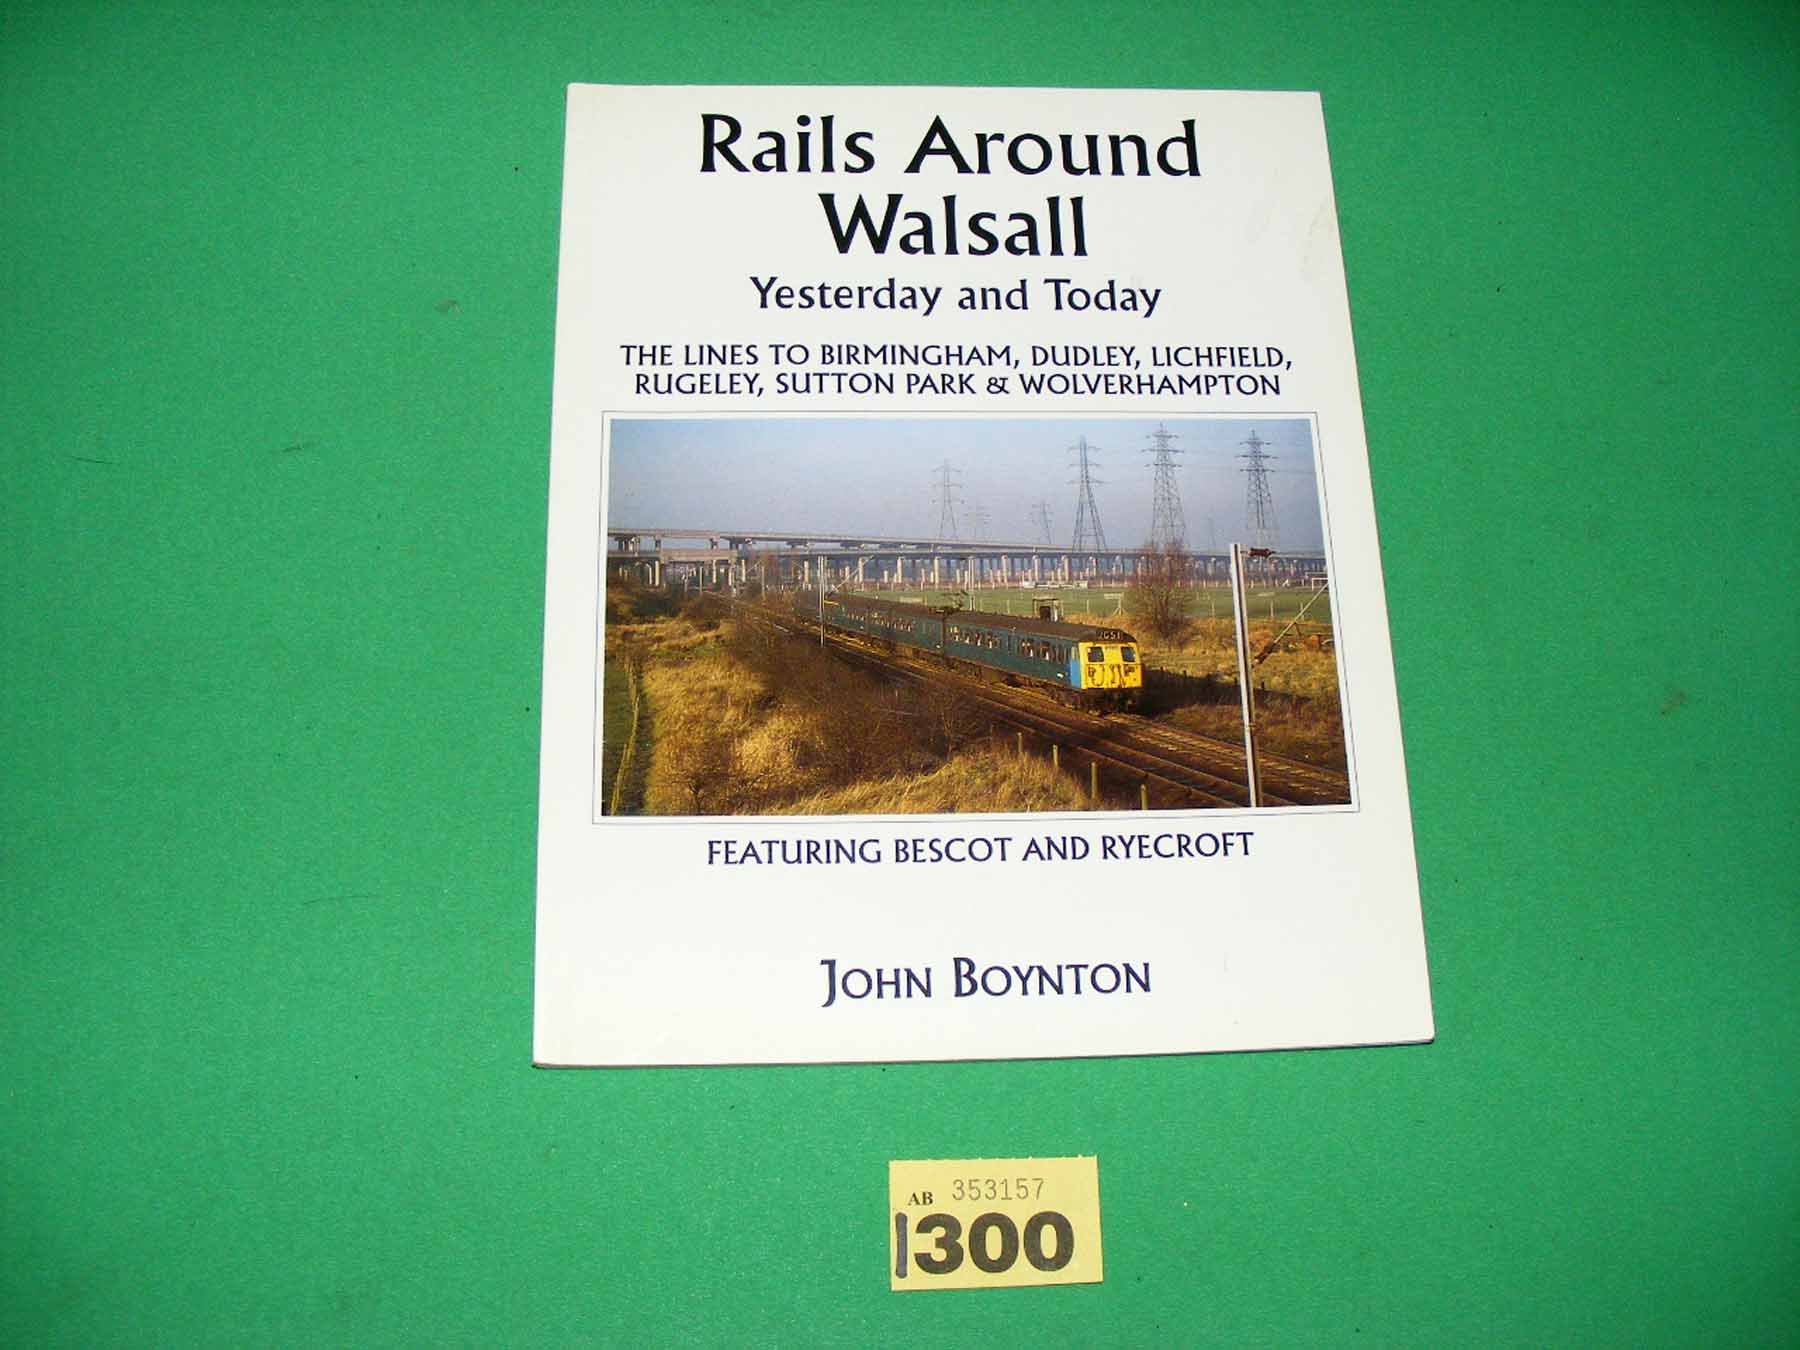 Rails Around
Walsall
Yesterday and Today
THE LINES TO BIRMINGHAM, DUDLEY, LICHFIELD,
RUGELEY, SUTTON PARK & WOLVERHAMPTON
FEATURING BESCOT AND RYECROFT
JOHN BOYNTON
AB 353157
1300